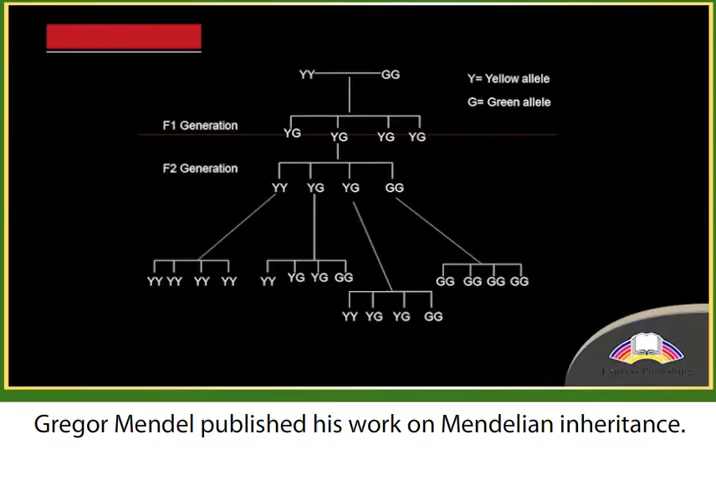 YY GG
Y= Yellow allele
G= Green allele
F1 Generation
YG YG YG YG
F2 Generation
YY YG YG GG
YY YY YY YY
YY YG YG GG
GG GG GG GG
YY YG YG GG
Express Publishing
Gregor Mendel published his work on Mendelian inheritance.